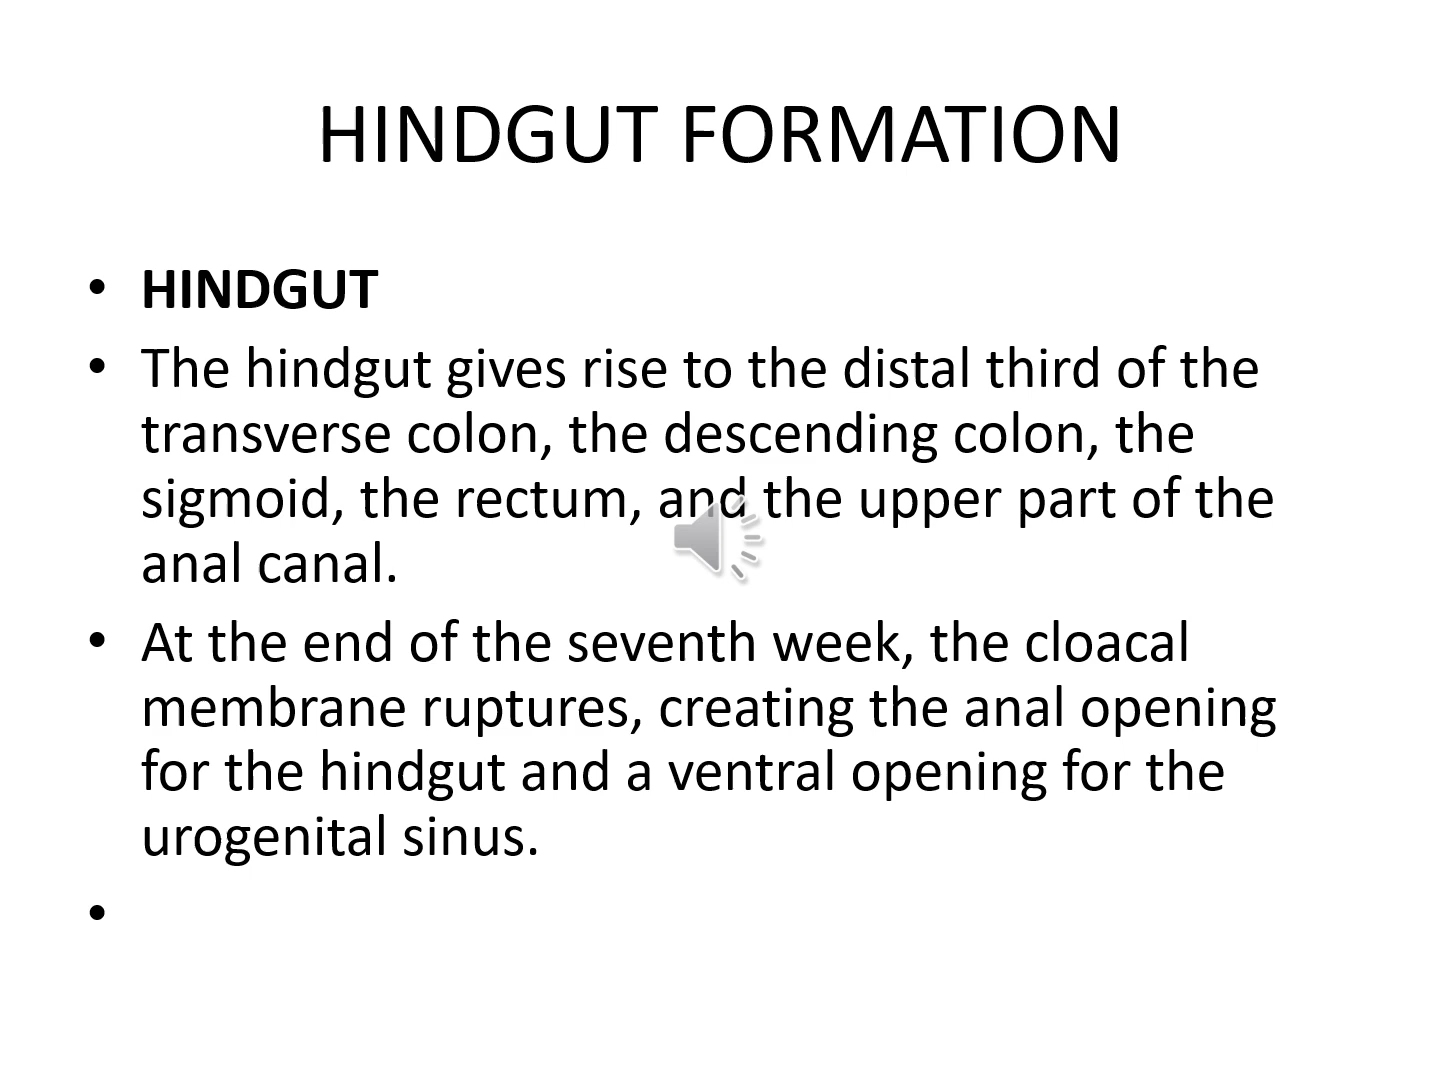 HINDGUT FORMATION
• HINDGUT
• The hindgut gives rise to the distal third of the
transverse colon, the descending colon, the
sigmoid, the rectum, and the upper part of the
anal canal.
• At the end of the seventh week, the cloacal
membrane ruptures, creating the anal opening
for the hindgut and a ventral opening for the
urogenital sinus.
•